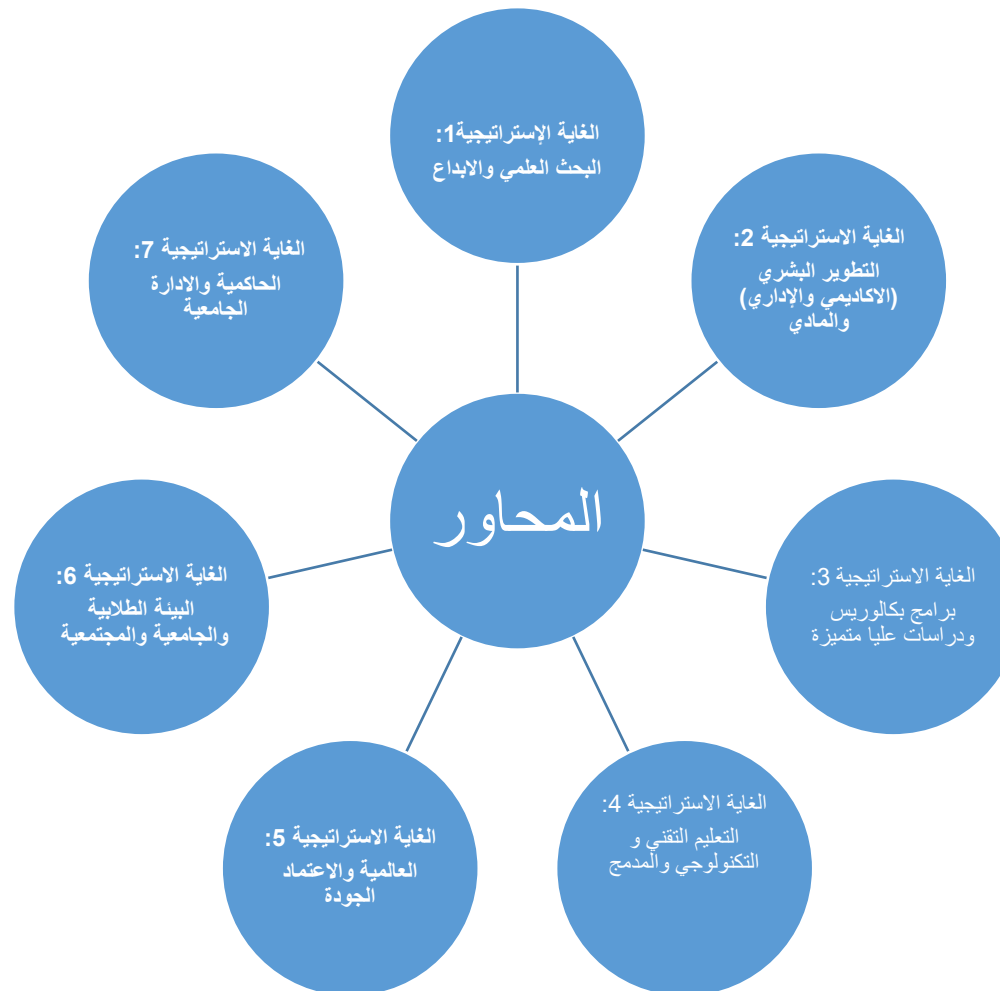 الغاية الإستراتيجية1:
البحث العلمي والابداع
الغاية الاستراتيجية 2:
التطوير البشري
(الاكاديمي والإداري)
والمادي
الغاية الاستراتيجية 3:
برامج بكالوريس
ودراسات عليا متميزة
الغاية الاستراتيجية 4:
التعليم التقني و
التكنولوجي والمدمج
الغاية الاستراتيجية 5:
العالمية والاعتماد
الجودة
الغاية الاستراتيجية 6:
البيئة الطلابية
والجامعية والمجتمعية
الغاية الاستراتيجية 7:
الحاكمية والادارة
الجامعية
المحاور